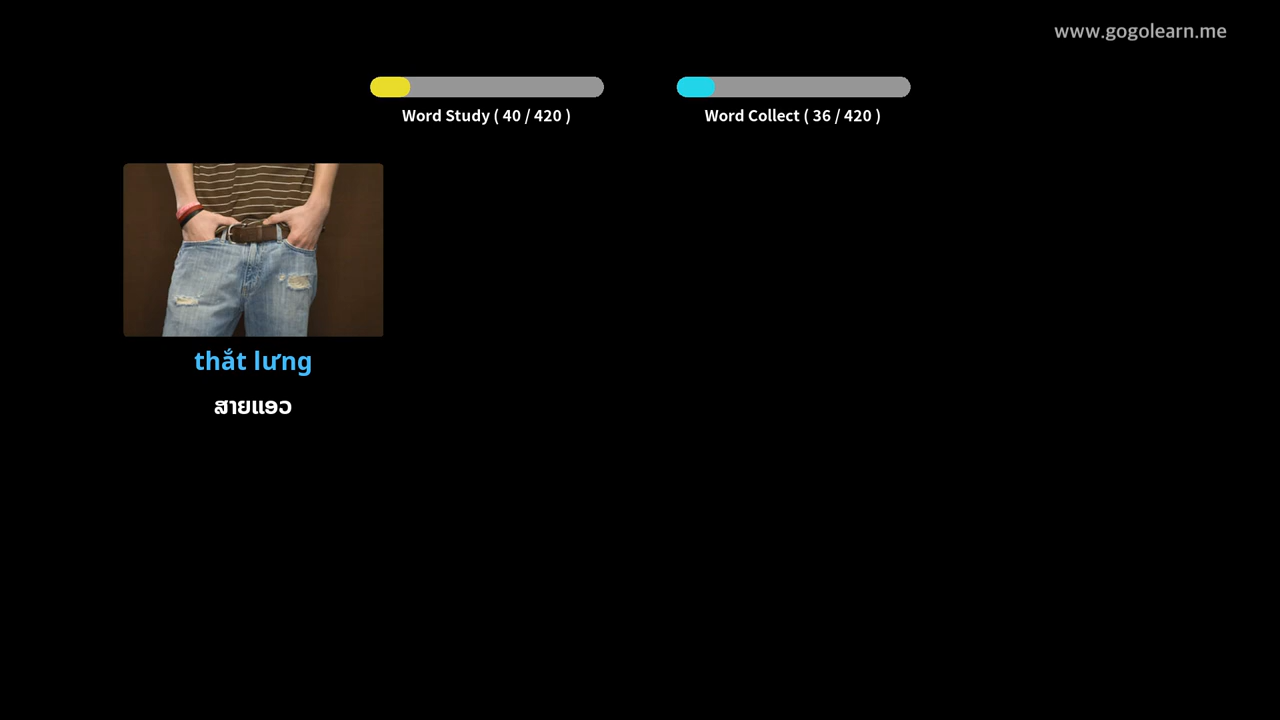 www.gogolearn.me
Word Study ( 40 / 420 )
Word Collect ( 36 / 420 )
thắt lưng
ສາຍແອວ